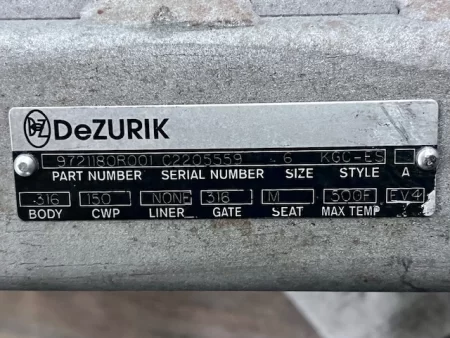 DZ DeZURIK
9721180R001 C2205559 6 KGC-ES
PART NUMBER SERIAL NUMBER SIZE STYLE A
316 150 NONE 316 M 500F EV4
BODY CWP LINER GATE SEAT MAX TEMP